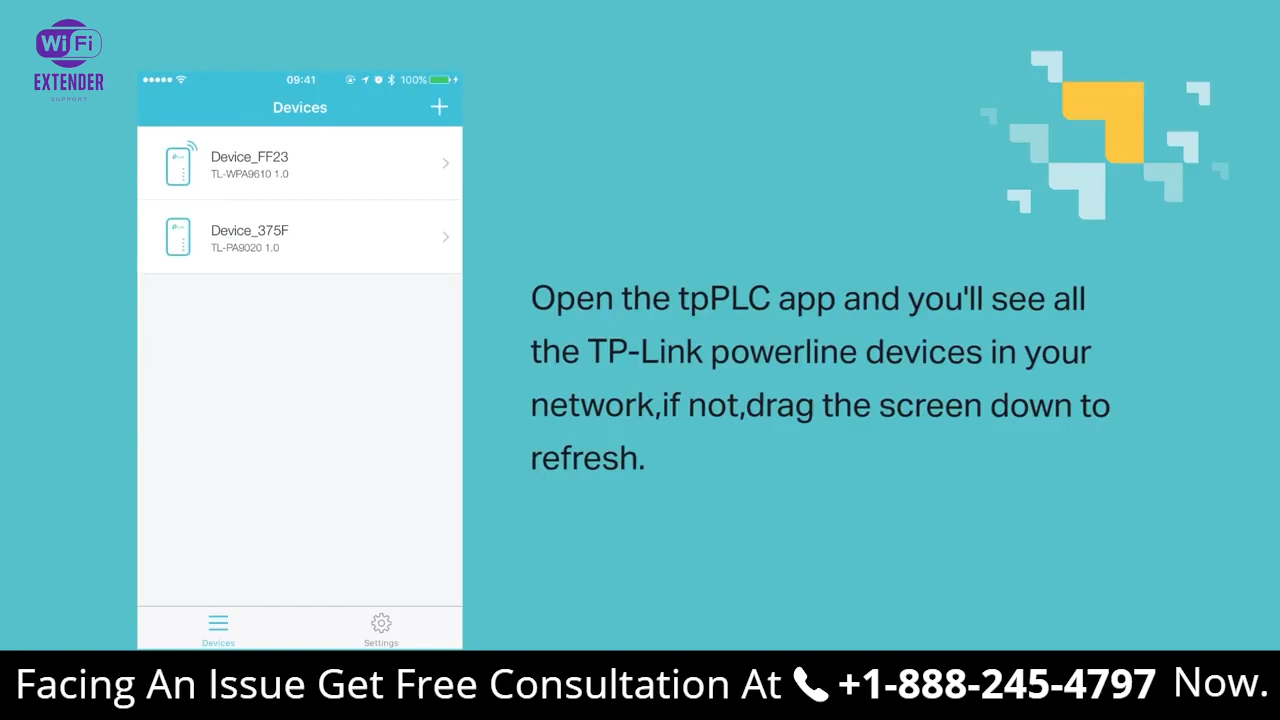 WiFi
EXTENDER
SUPPORT
09:41
100%
Devices
+
Device_FF23
TL-WPA9610 1.0
Device_375F
TL-PA9020 1.0
Devices
Settings
Open the tpPLC app and you'll see all
the TP-Link powerline devices in your
network,if not,drag the screen down to
refresh.
Facing An Issue Get Free Consultation At +1-888-245-4797 Now.